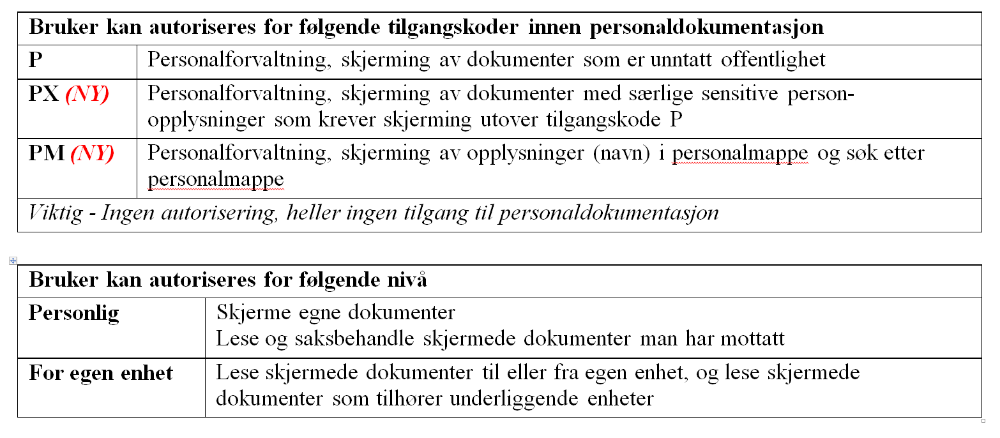 Bruker kan autoriseres for følgende tilgangskoder innen personaldokumentasjon
P Personalforvaltning, skjerming av dokumenter som er unntatt offentlighet
PX (NY) Personalforvaltning, skjerming av dokumenter med særlige sensitive person-
opplysninger som krever skjerming utover tilgangskode P
PM (NY) Personalforvaltning, skjerming av opplysninger (navn) i personalmappe og søk etter
personalmappe
Viktig - Ingen autorisering, heller ingen tilgang til personaldokumentasjon
Bruker kan autoriseres for følgende nivå
Personlig Skjerme egne dokumenter
Lese og saksbehandle skjermede dokumenter man har mottatt
For egen enhet Lese skjermede dokumenter til eller fra egen enhet, og lese skjermede
dokumenter som tilhører underliggende enheter